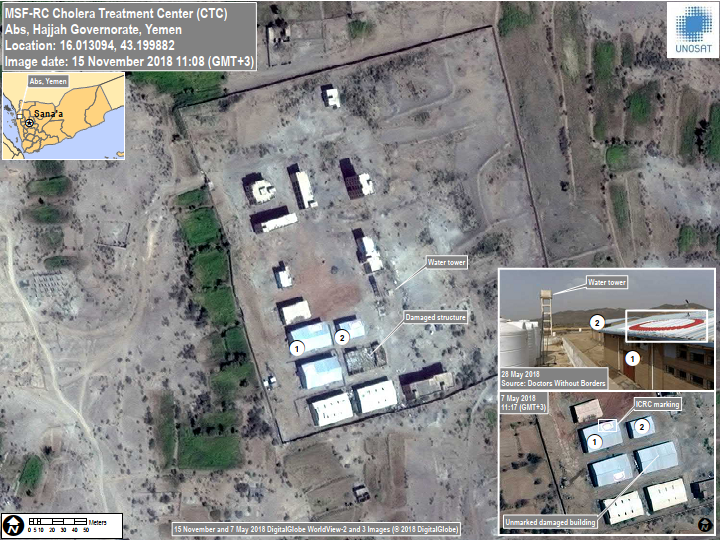 MSF-RC Cholera Treatment Center (CTC)
Abs, Hajjah Governorate, Yemen
Location: 16.013094, 43.199882
Image date: 15 November 2018 11:08 (GMT+3)
UNOSAT
Abs, Yemen
Sana'a
Water tower
Damaged structure
1
2
Water tower
2
1
28 May 2018
Source: Doctors Without Borders
7 May 2018
11:17 (GMT+3)
ICRC marking
1
2
Unmarked damaged building
N
Meters
0 5 10 20 30 40 50
15 November and 7 May 2018 DigitalGlobe WorldView-2 and 3 Images (© 2018 DigitalGlobe)
N